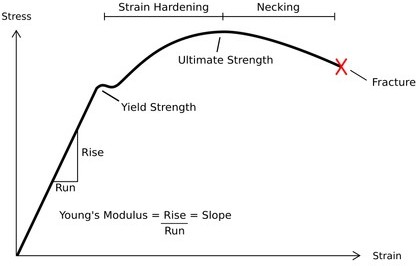 Strain Hardening
Necking
Stress
Ultimate Strength
Fracture
Yield Strength
Rise
Run
Young's Modulus = Rise = Slope
Run
Strain